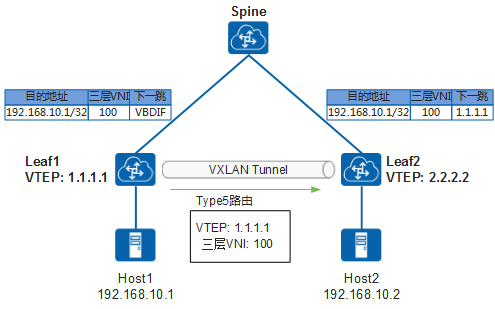 Spine
目的地址 三层VNI 下一跳
192.168.10.1/32 100 VBDIF
目的地址 三层VNI 下一跳
192.168.10.1/32 100 1.1.1.1
Leaf1
VTEP: 1.1.1.1
VXLAN Tunnel
Leaf2
VTEP: 2.2.2.2
Type5路由
VTEP: 1.1.1.1
三层VNI: 100
Host1
192.168.10.1
Host2
192.168.10.2